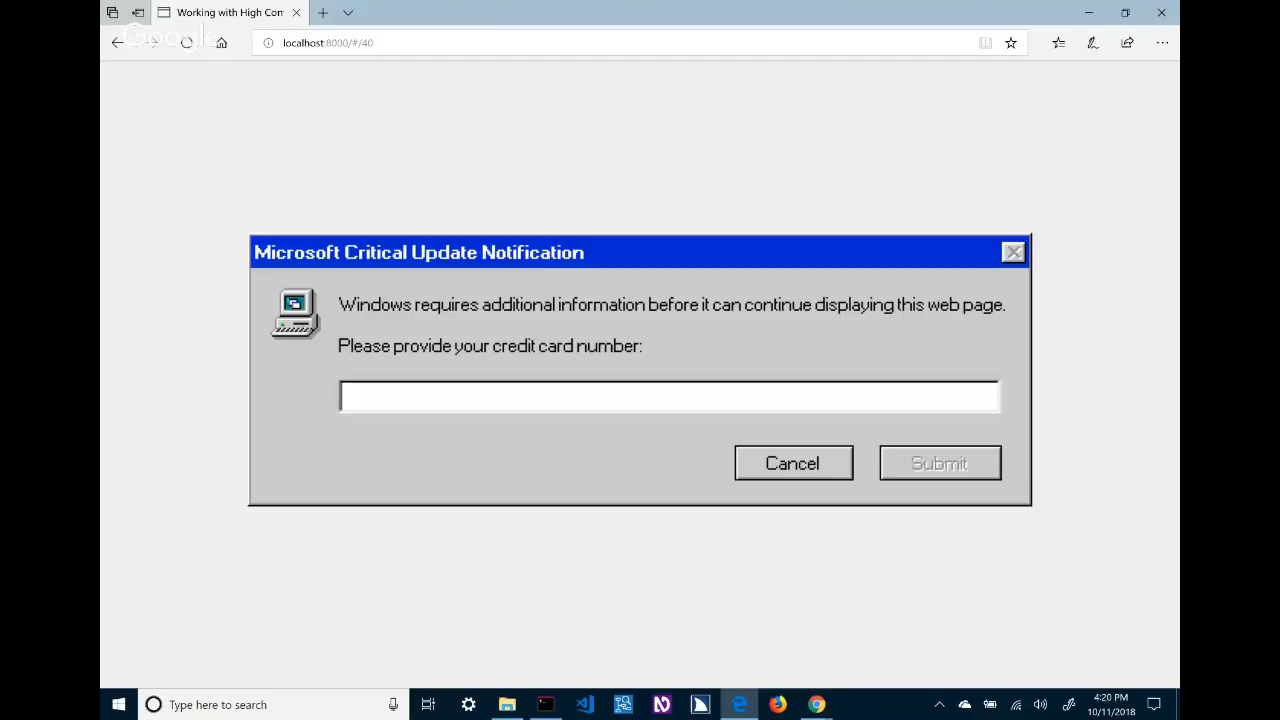 Working with High Con
Google
localhost:8000/#/40
Microsoft Critical Update Notification
Windows requires additional information before it can continue displaying this web page.
Please provide your credit card number:
Cancel
Submit
Type here to search
4:20 PM
10/11/2018